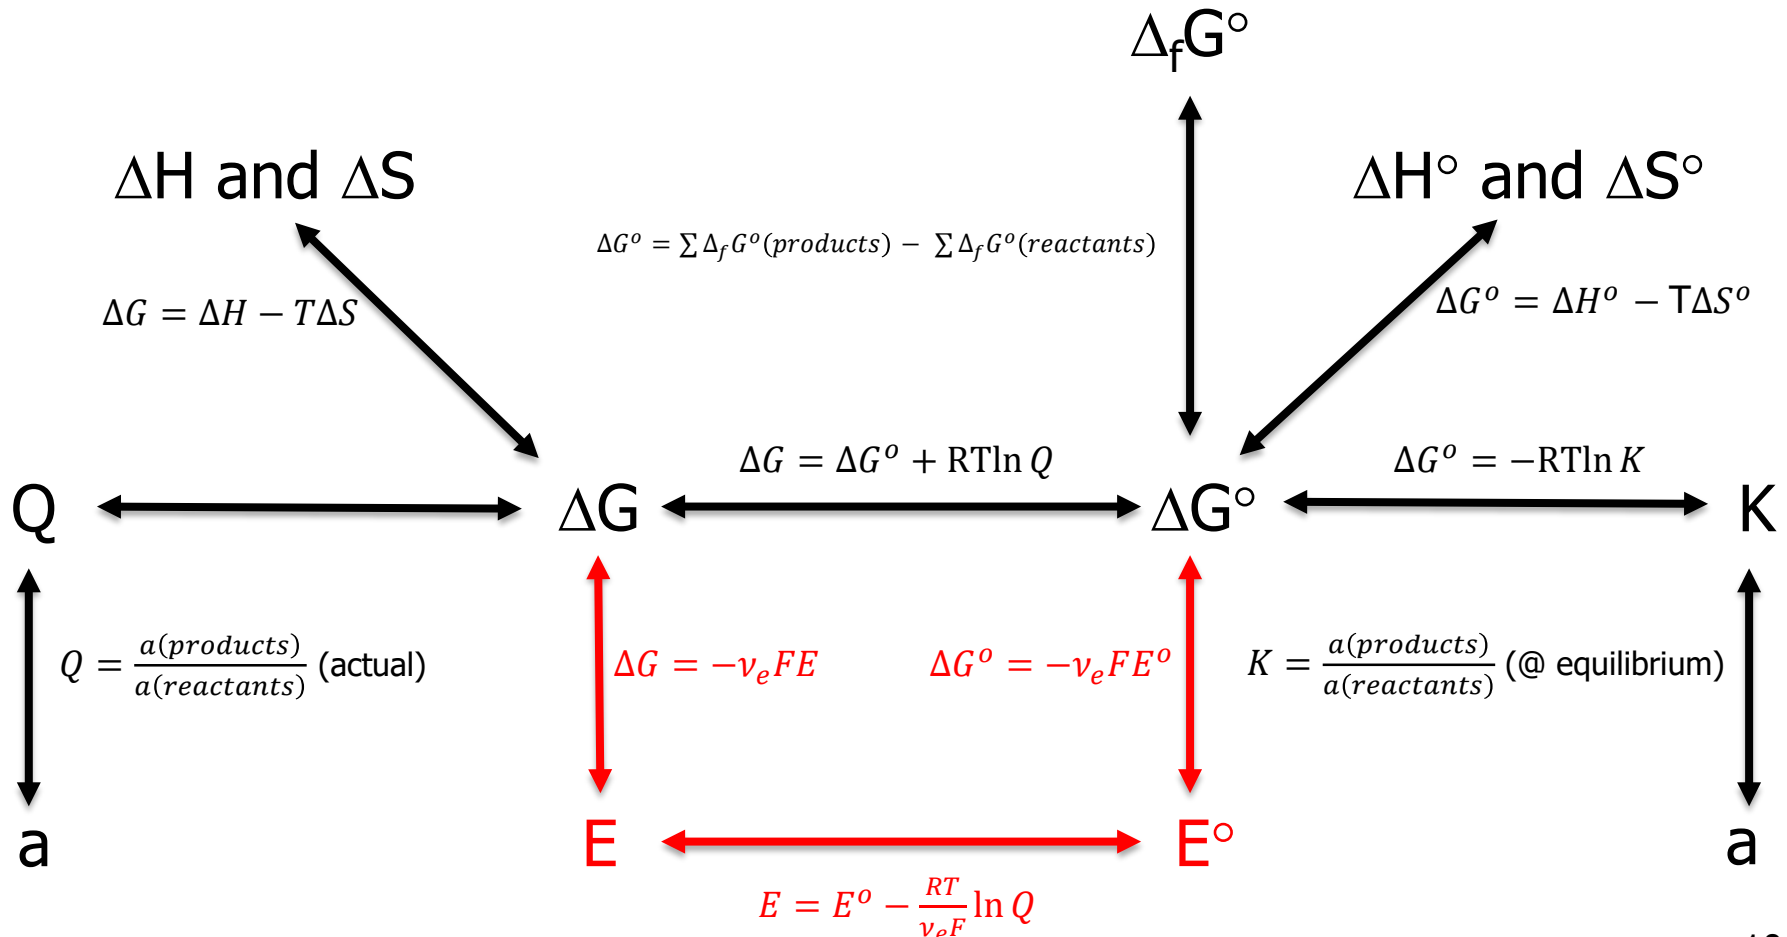 ΔfG°
ΔH and ΔS
ΔH° and ΔS°
ΔG° = ∑ ΔfG°(products) − ∑ ΔfG°(reactants)
ΔG = ΔH − TΔS
ΔG° = ΔH° − TΔS°
ΔG = ΔG° + RTln Q
ΔG° = −RTln K
Q
ΔG
ΔG°
K
Q = a(products)/a(reactants) (actual)
ΔG = −νeFE
ΔG° = −νeFE°
K = a(products)/a(reactants) (@ equilibrium)
a
E
E°
a
E = E° − RT/νeF ln Q